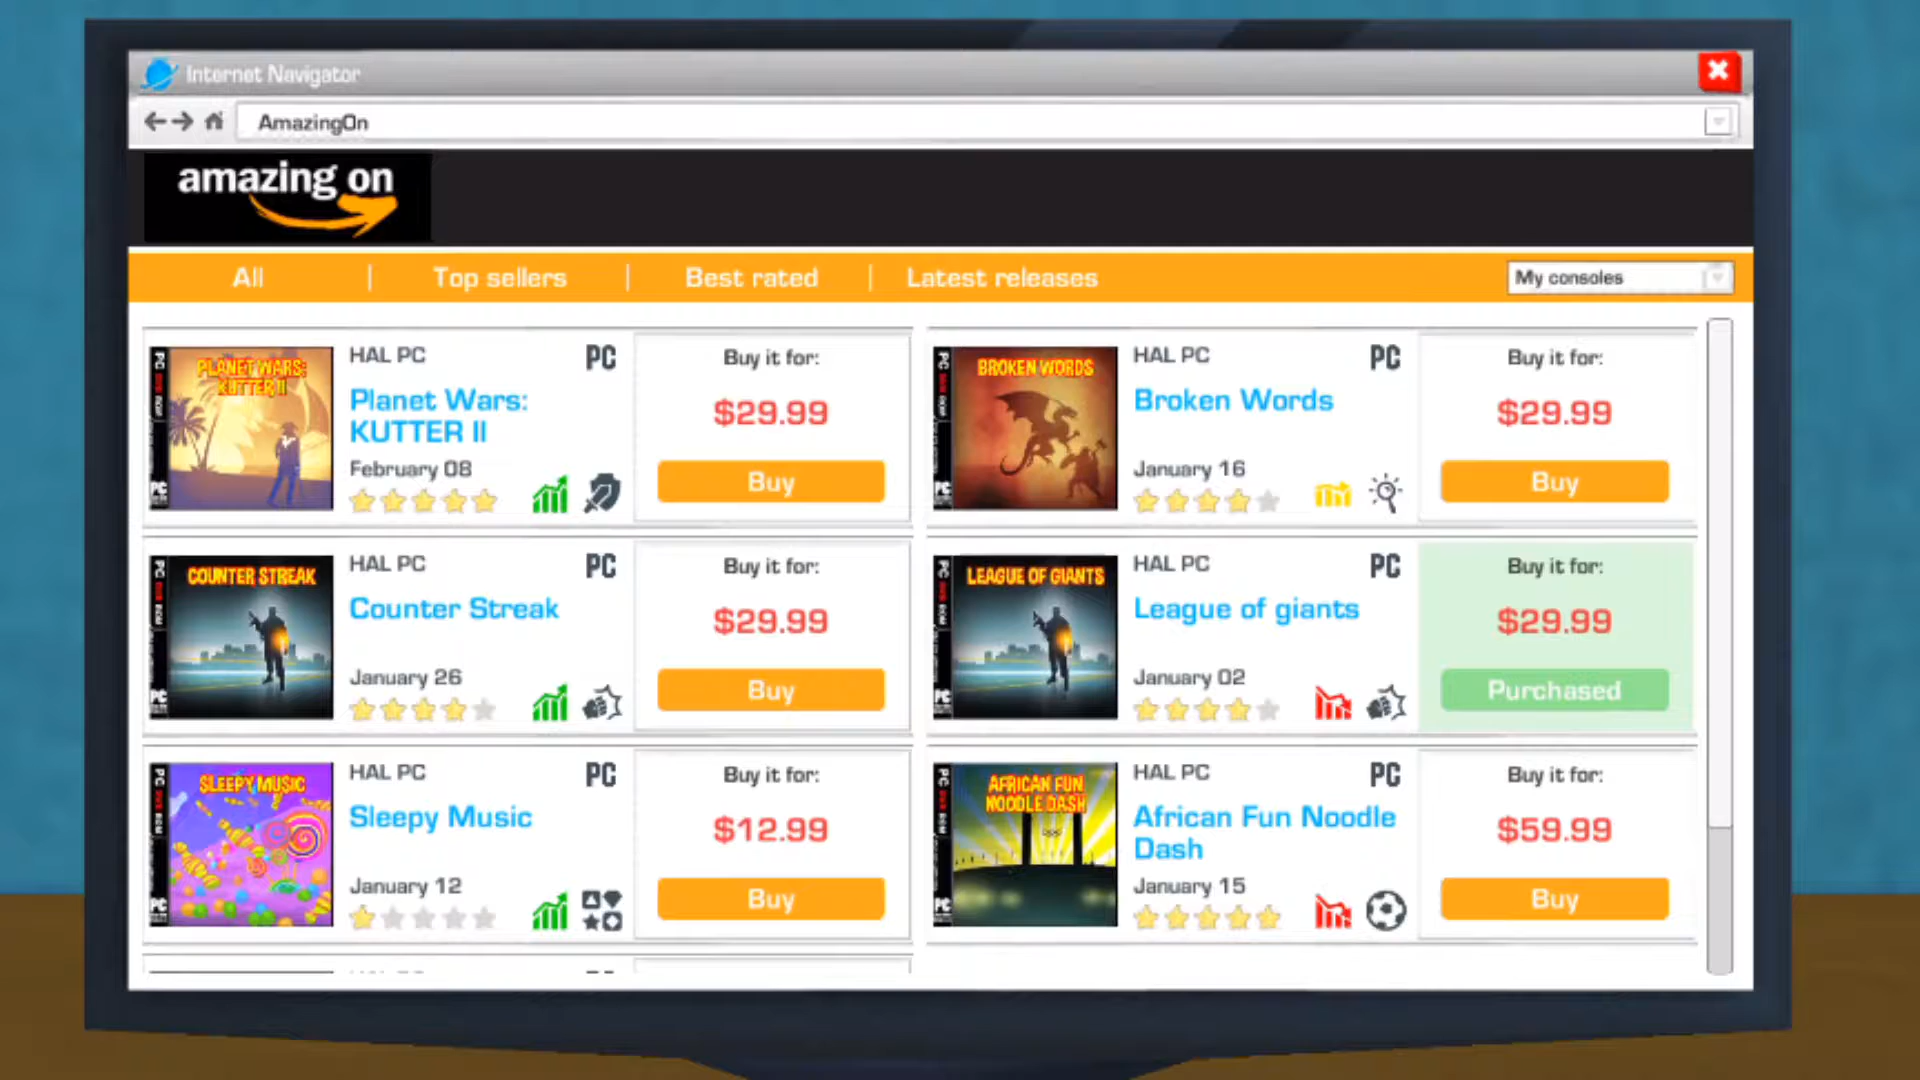 Internet Navigator
AmazingOn
amazing on
All | Top sellers | Best rated | Latest releases
My consoles
PLANET WARS:
KUTTER II
HAL PC
PC
Planet Wars:
KUTTER II
February 08
Buy it for:
$29.99
Buy
BROKEN WORDS
HAL PC
PC
Broken Words
January 16
Buy it for:
$29.99
Buy
COUNTER STREAK
HAL PC
PC
Counter Streak
January 26
Buy it for:
$29.99
Buy
LEAGUE OF GIANTS
HAL PC
PC
League of giants
January 02
Buy it for:
$29.99
Purchased
SLEEPY MUSIC
HAL PC
PC
Sleepy Music
January 12
Buy it for:
$12.99
Buy
AFRICAN FUN
NOODLE DASH
HAL PC
PC
African Fun Noodle
Dash
January 15
Buy it for:
$59.99
Buy